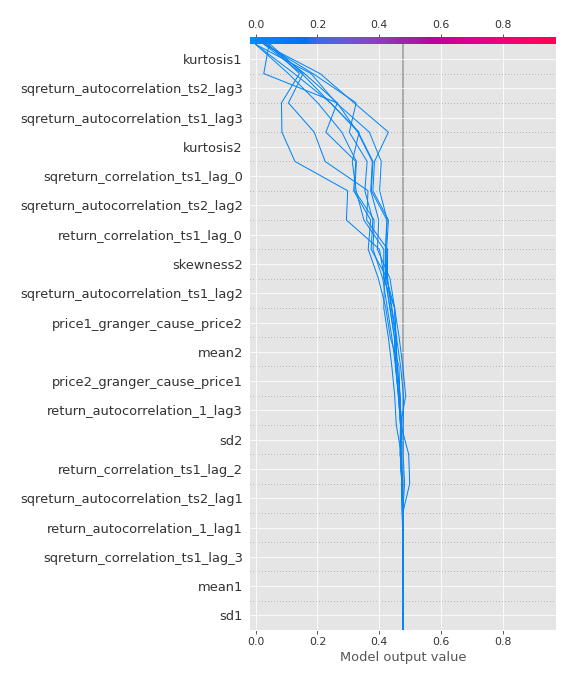 0.0 0.2 0.4 0.6 0.8
kurtosis1
sqreturn_autocorrelation_ts2_lag3
sqreturn_autocorrelation_ts1_lag3
kurtosis2
sqreturn_correlation_ts1_lag_0
sqreturn_autocorrelation_ts2_lag2
return_correlation_ts1_lag_0
skewness2
sqreturn_autocorrelation_ts1_lag2
price1_granger_cause_price2
mean2
price2_granger_cause_price1
return_autocorrelation_1_lag3
sd2
return_correlation_ts1_lag_2
sqreturn_autocorrelation_ts2_lag1
return_autocorrelation_1_lag1
sqreturn_correlation_ts1_lag_3
mean1
sd1
0.0 0.2 0.4 0.6 0.8
Model output value